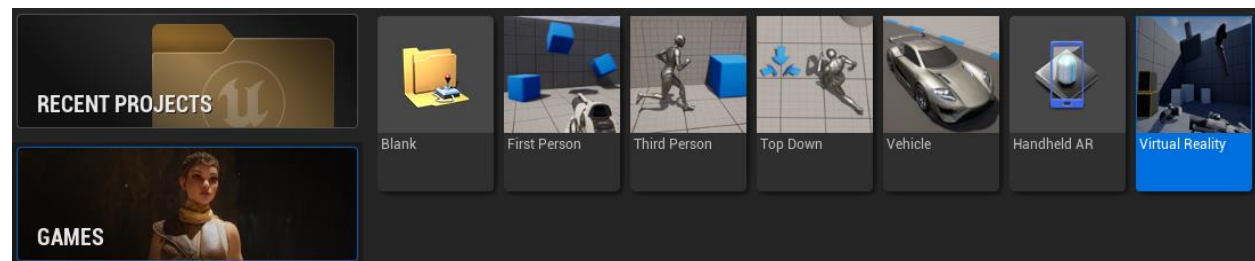 RECENT PROJECTS
GAMES
Blank
First Person
Third Person
Top Down
Vehicle
Handheld AR
Virtual Reality